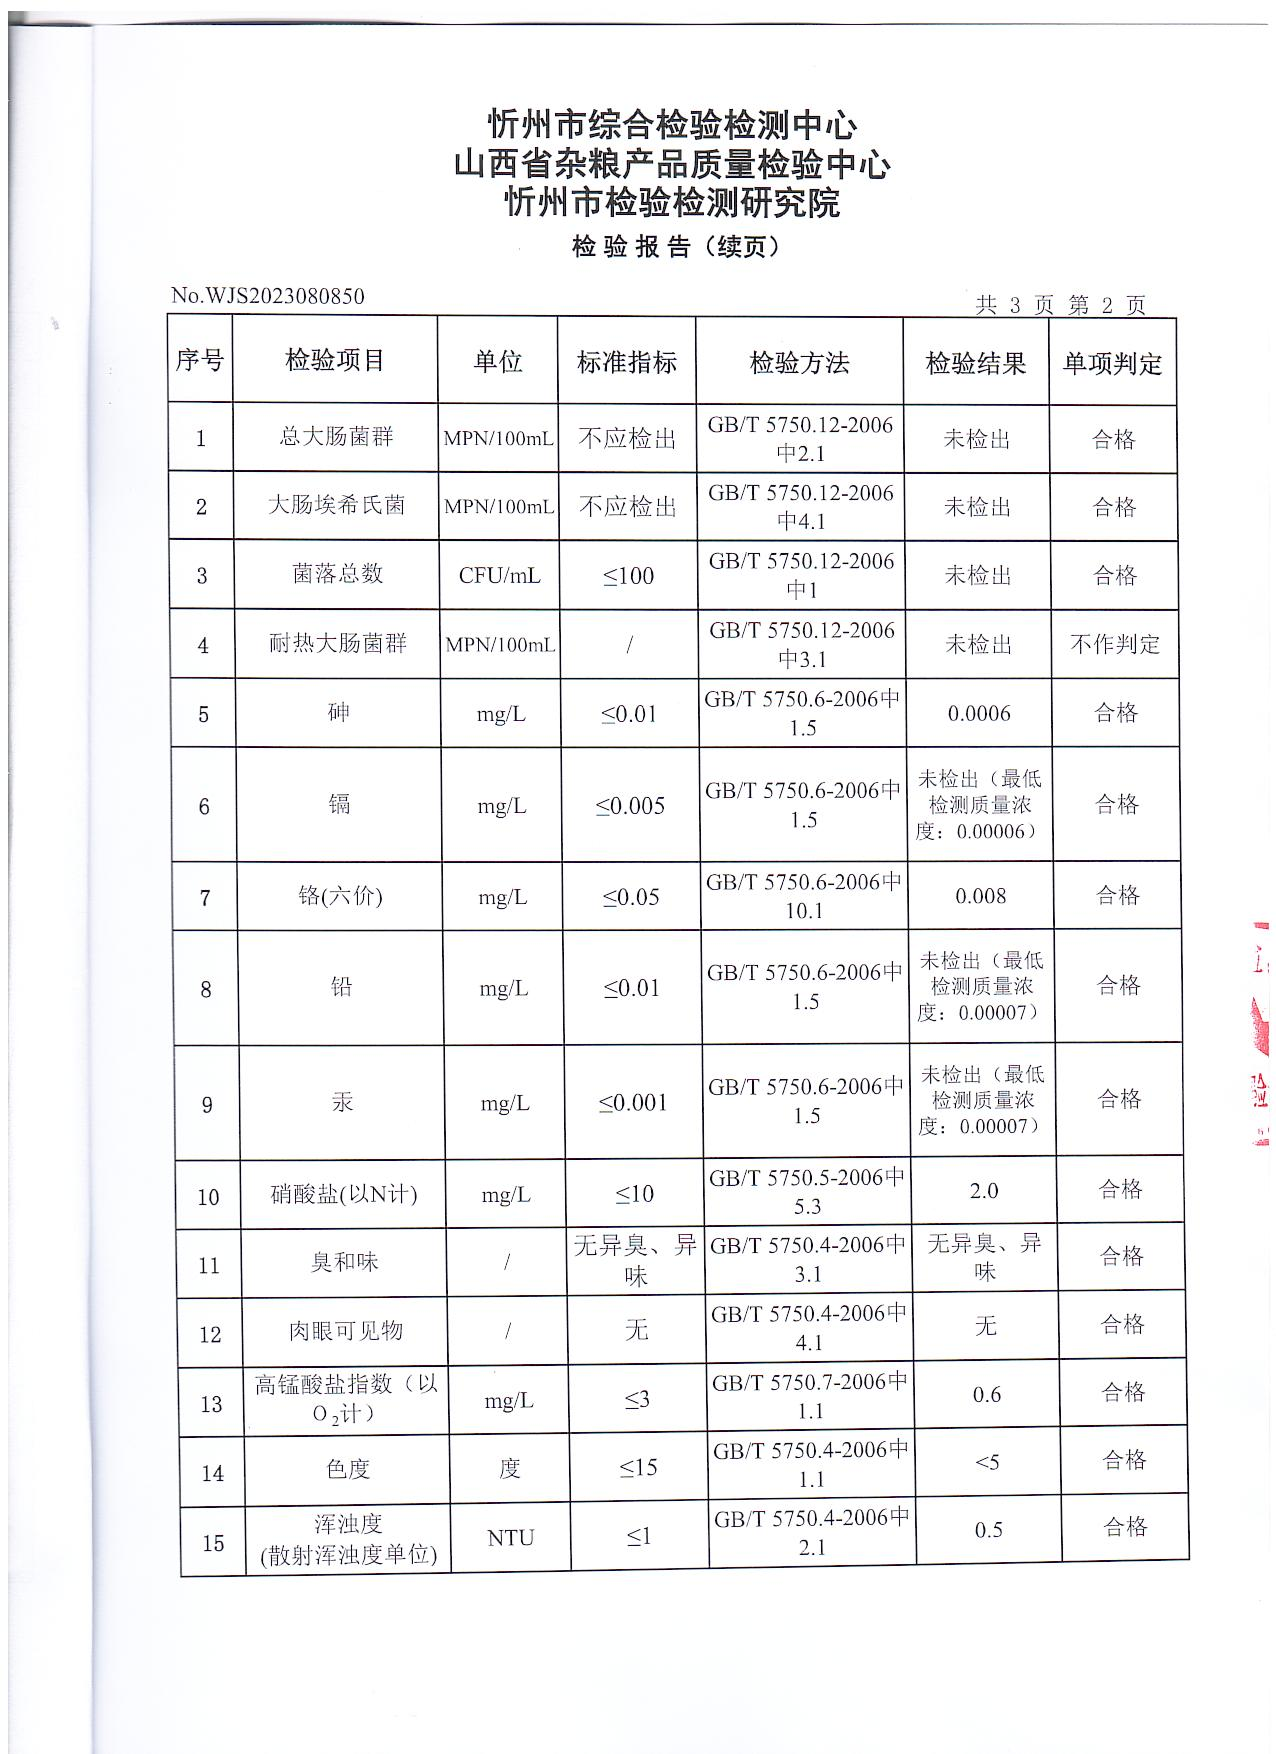 忻州市综合检验检测中心
山西省杂粮产品质量检验中心
忻州市检验检测研究院
检验报告（续页）
No.WJS2023080850
共 3 页 第 2 页
序号 检验项目 单位 标准指标 检验方法 检验结果 单项判定
1 总大肠菌群 MPN/100mL 不应检出 GB/T 5750.12-2006中2.1 未检出 合格
2 大肠埃希氏菌 MPN/100mL 不应检出 GB/T 5750.12-2006中4.1 未检出 合格
3 菌落总数 CFU/mL ≤100 GB/T 5750.12-2006中1 未检出 合格
4 耐热大肠菌群 MPN/100mL / GB/T 5750.12-2006中3.1 未检出 不作判定
5 砷 mg/L ≤0.01 GB/T 5750.6-2006中1.5 0.0006 合格
6 镉 mg/L ≤0.005 GB/T 5750.6-2006中1.5 未检出（最低检测质量浓度：0.00006） 合格
7 铬(六价) mg/L ≤0.05 GB/T 5750.6-2006中10.1 0.008 合格
8 铅 mg/L ≤0.01 GB/T 5750.6-2006中1.5 未检出（最低检测质量浓度：0.00007） 合格
9 汞 mg/L ≤0.001 GB/T 5750.6-2006中1.5 未检出（最低检测质量浓度：0.00007） 合格
10 硝酸盐(以N计) mg/L ≤10 GB/T 5750.5-2006中5.3 2.0 合格
11 臭和味 / 无异臭、异味 GB/T 5750.4-2006中3.1 无异臭、异味 合格
12 肉眼可见物 / 无 GB/T 5750.4-2006中4.1 无 合格
13 高锰酸盐指数（以O₂计） mg/L ≤3 GB/T 5750.7-2006中1.1 0.6 合格
14 色度 度 ≤15 GB/T 5750.4-2006中1.1 <5 合格
15 浑浊度(散射浑浊度单位) NTU ≤1 GB/T 5750.4-2006中2.1 0.5 合格
验